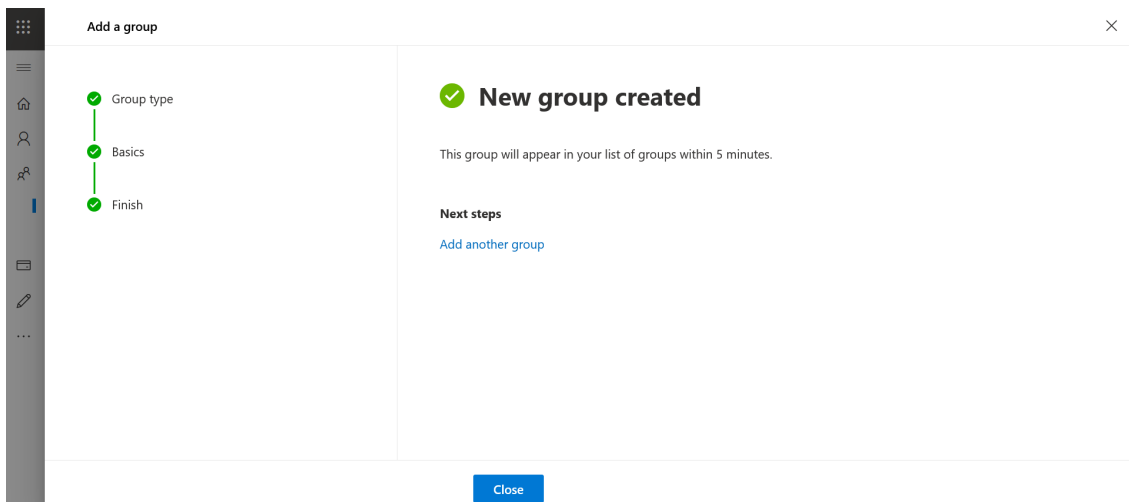 Add a group
Group type
Basics
Finish
New group created
This group will appear in your list of groups within 5 minutes.
Next steps
Add another group
Close